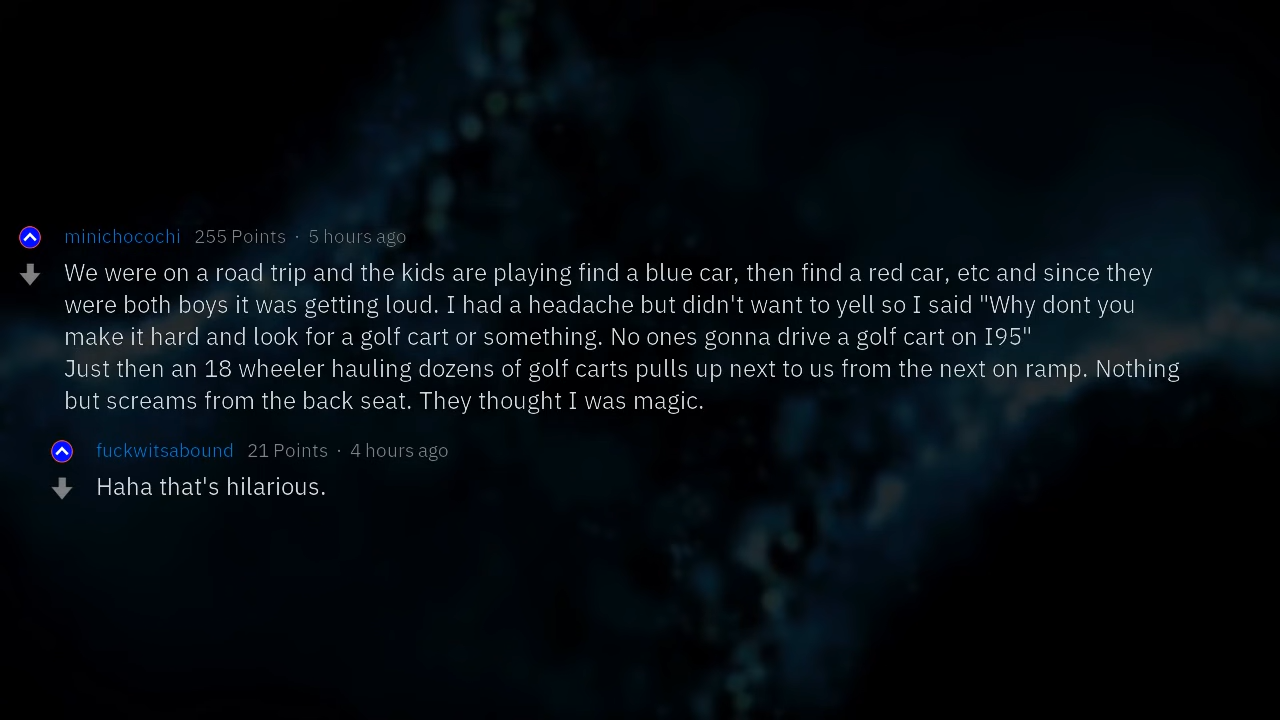 minichocochi 255 Points · 5 hours ago
We were on a road trip and the kids are playing find a blue car, then find a red car, etc and since they
were both boys it was getting loud. I had a headache but didn't want to yell so I said "Why dont you
make it hard and look for a golf cart or something. No ones gonna drive a golf cart on I95"
Just then an 18 wheeler hauling dozens of golf carts pulls up next to us from the next on ramp. Nothing
but screams from the back seat. They thought I was magic.
fuckwitsabound 21 Points · 4 hours ago
Haha that's hilarious.